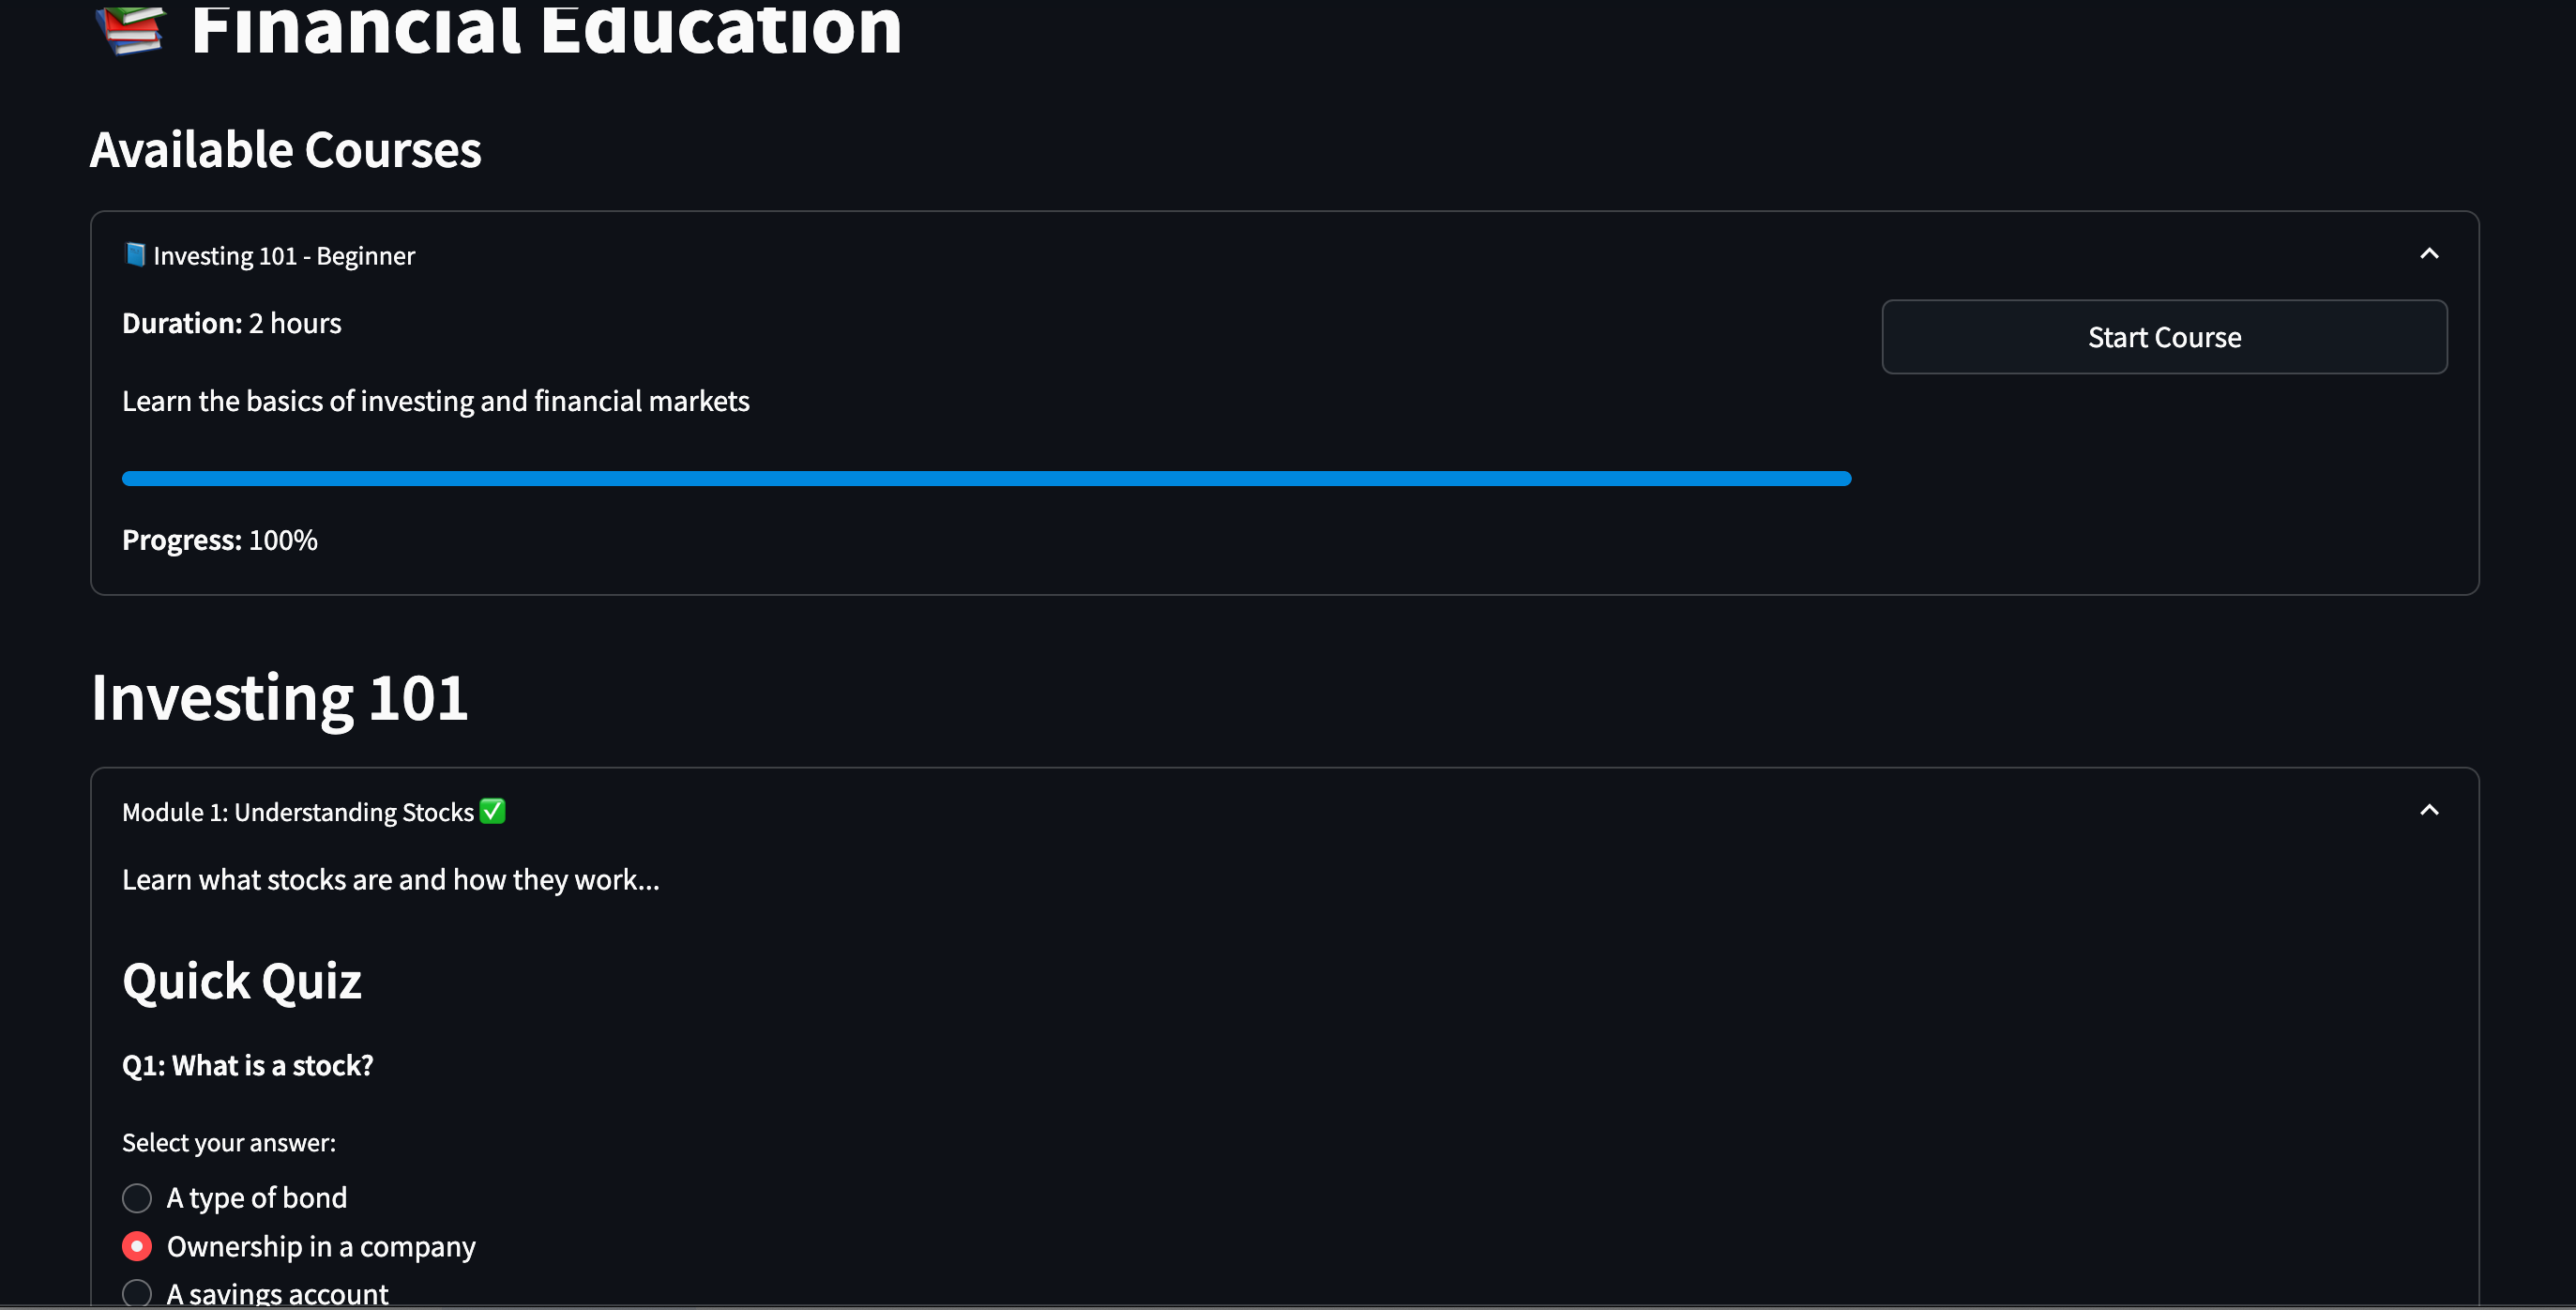 Financial Education
Available Courses
Investing 101 - Beginner
Duration: 2 hours
Start Course
Learn the basics of investing and financial markets
Progress: 100%
Investing 101
Module 1: Understanding Stocks
Learn what stocks are and how they work...
Quick Quiz
Q1: What is a stock?
Select your answer:
A type of bond
Ownership in a company
A savings account